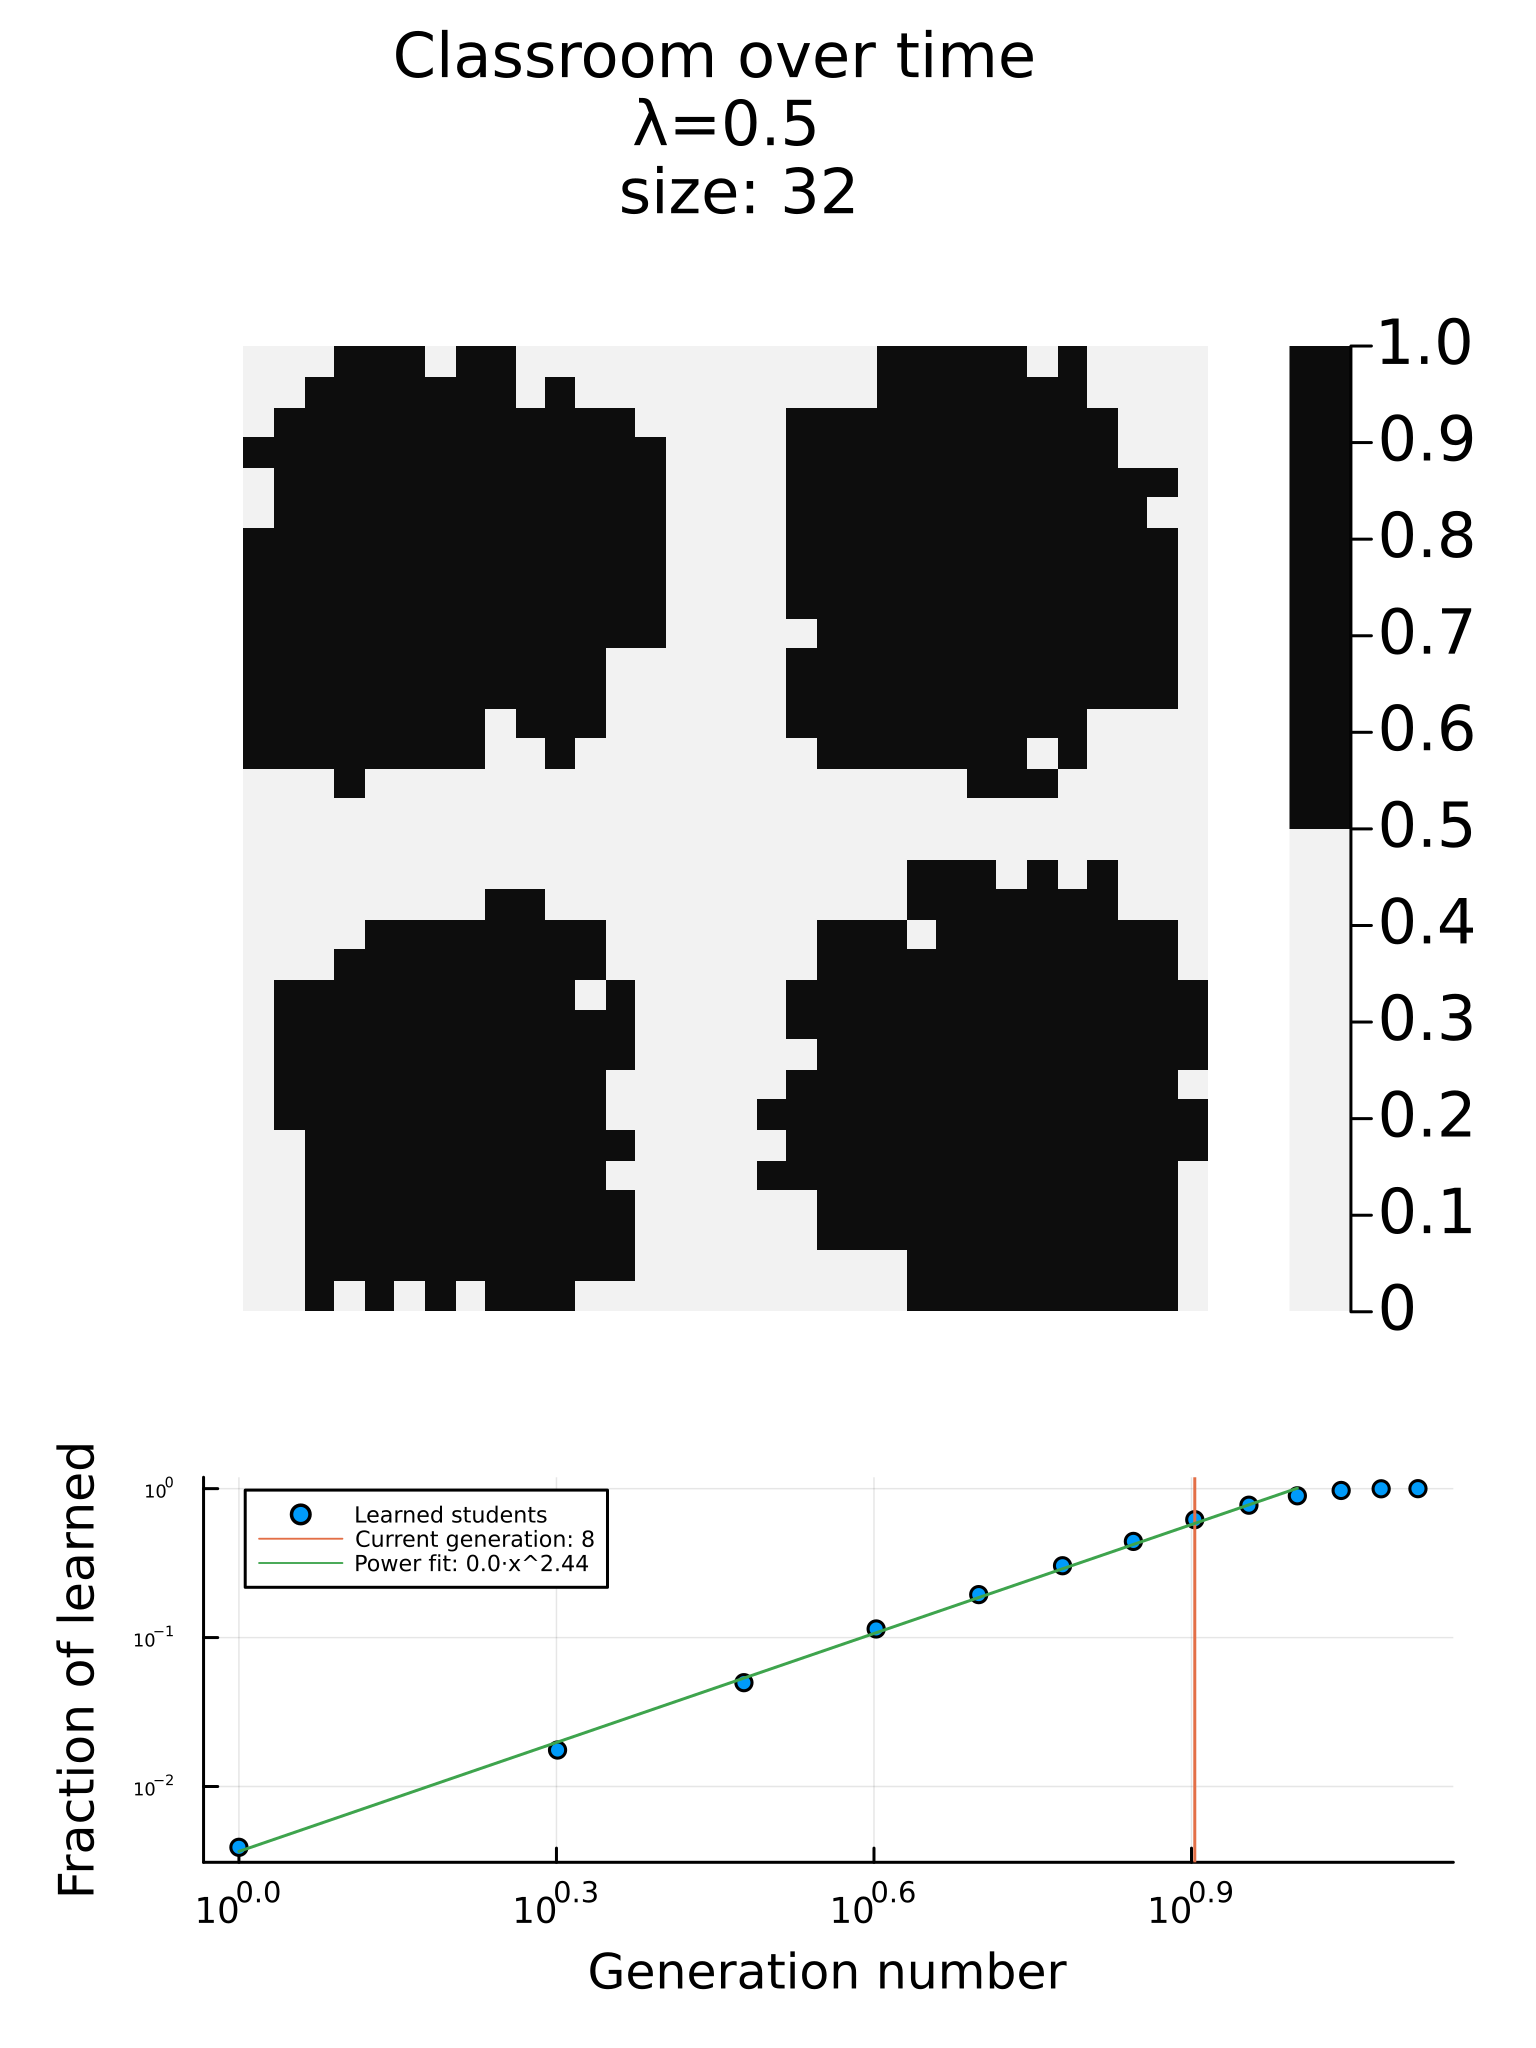 Classroom over time
λ=0.5
size: 32
1.0
0.9
0.8
0.7
0.6
0.5
0.4
0.3
0.2
0.1
0
Fraction of learned
10⁰
10⁻¹
10⁻²
Learned students
Current generation: 8
Power fit: 0.0·x^2.44
10^0.0
10^0.3
10^0.6
10^0.9
Generation number